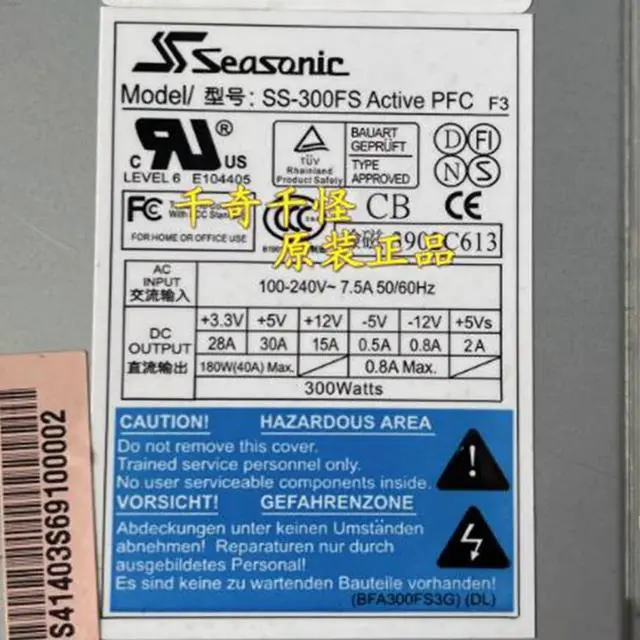 Seasonic
Model/ 型号: SS-300FS Active PFC F3
C US ®
LEVEL 6 E104405
TÜV
Rheinland
Product Safety
BAUART
GEPRÜFT
TYPE
APPROVED
D FI
N S
千奇千怪
FC
With FCC Standards
FOR HOME OR OFFICE USE
CCC
CB CE
原装正品
C613
AC
INPUT
交流输入
100-240V~ 7.5A 50/60Hz
DC
OUTPUT
直流输出
+3.3V +5V +12V -5V -12V +5Vs
28A 30A 15A 0.5A 0.8A 2A
180W(40A) Max. 0.8A Max.
300Watts
CAUTION! HAZARDOUS AREA
Do not remove this cover.
Trained service personnel only.
No user serviceable components inside.
VORSICHT! GEFAHRENZONE
Abdeckungen unter keinen Umständen
abnehmen! Reparaturen nur durch
ausgebildetes Personal!
Es sind keine wartenden Bauteile vorhanden!
(BFA300FS3G) (DL)
S41403S69100002